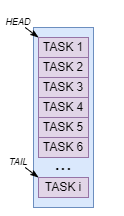 HEAD
TASK 1
TASK 2
TASK 3
TASK 4
TASK 5
TASK 6
...
TAIL
TASK i